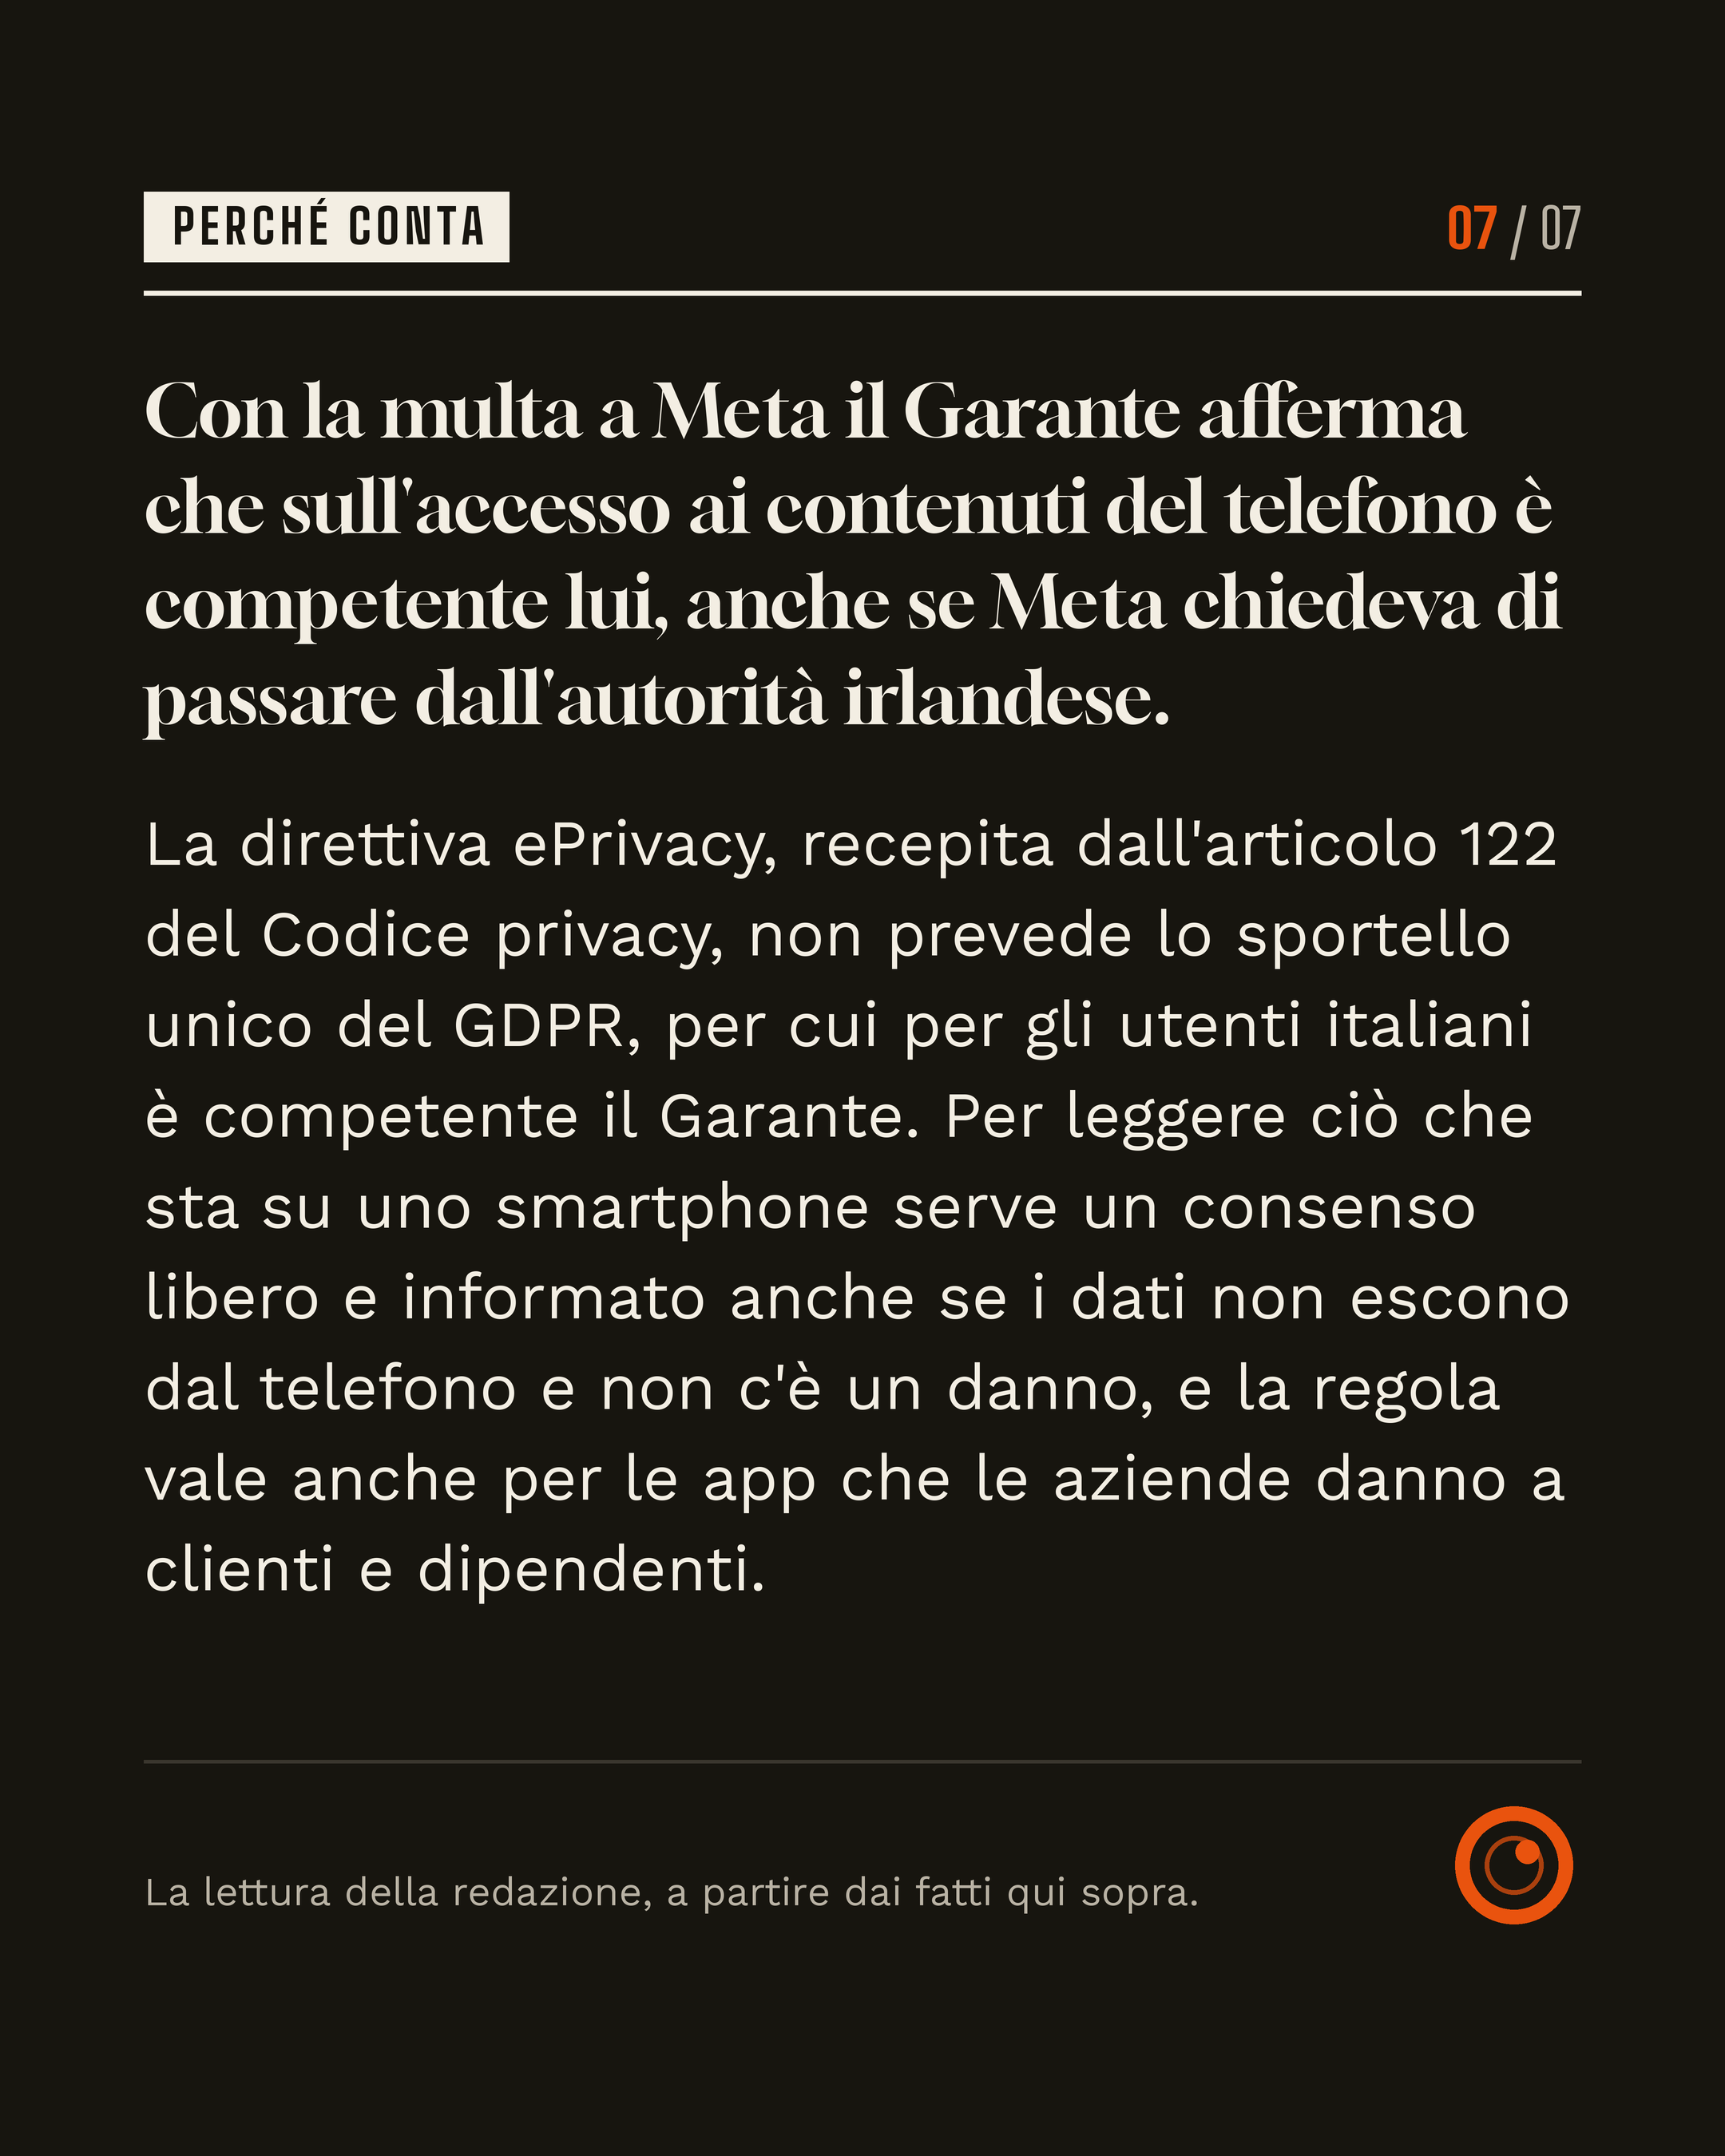 PERCHÉ CONTA
07 / 07
Con la multa a Meta il Garante afferma
che sull'accesso ai contenuti del telefono è
competente lui, anche se Meta chiedeva di
passare dall'autorità irlandese.
La direttiva ePrivacy, recepita dall'articolo 122
del Codice privacy, non prevede lo sportello
unico del GDPR, per cui per gli utenti italiani
è competente il Garante. Per leggere ciò che
sta su uno smartphone serve un consenso
libero e informato anche se i dati non escono
dal telefono e non c'è un danno, e la regola
vale anche per le app che le aziende danno a
clienti e dipendenti.
La lettura della redazione, a partire dai fatti qui sopra.